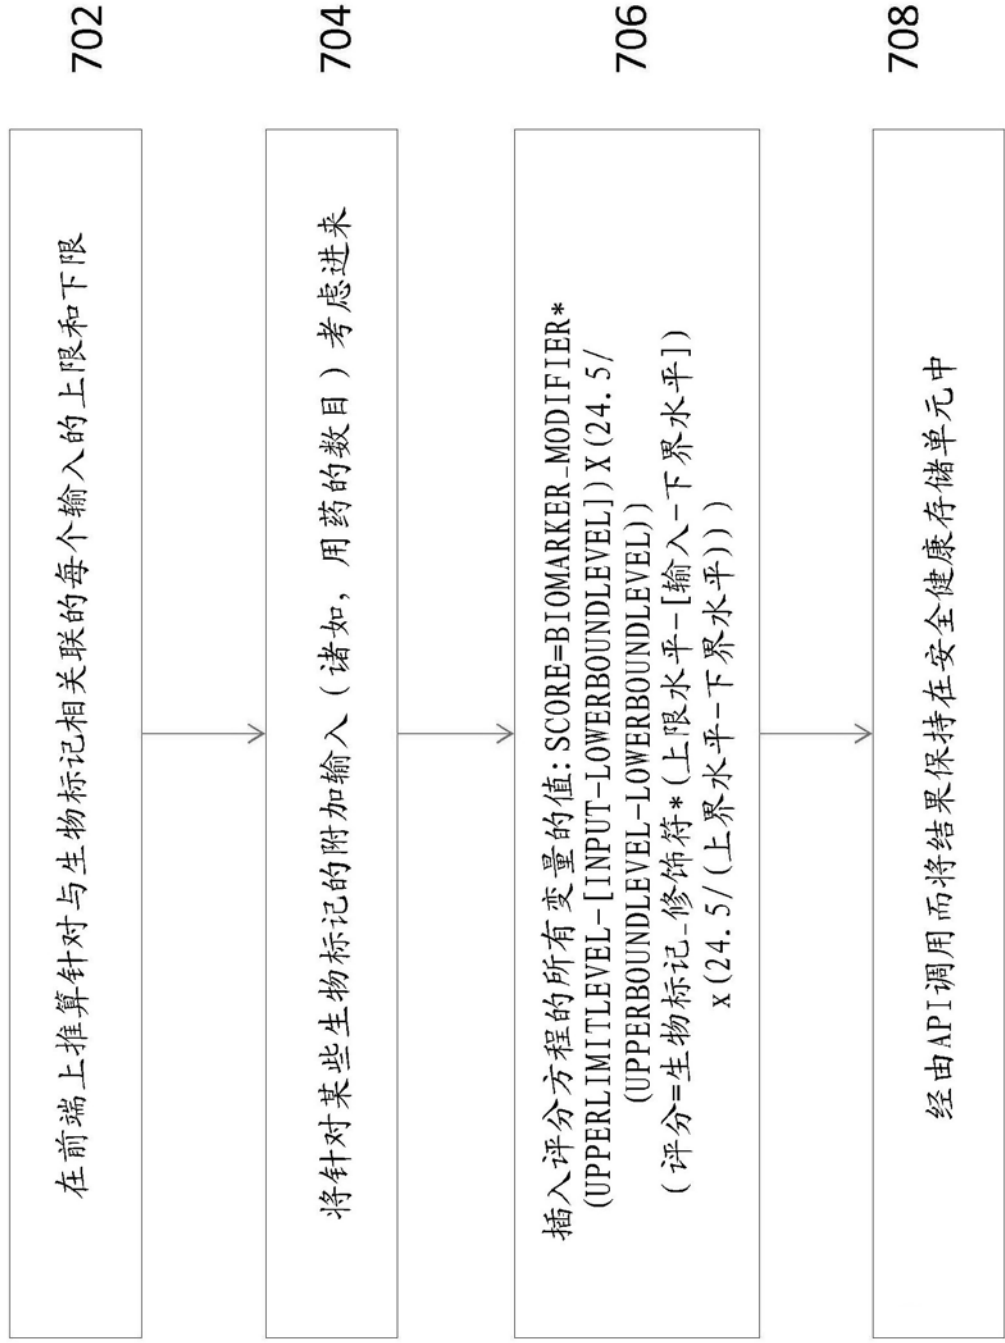 在前端上推算针对与生物标记相关联的每个输入的上限和下限
702
将针对某些生物标记的附加输入(诸如,用药的数目)考虑进来
704
插入评分方程的所有变量的值:SCORE=BIOMARKER_MODIFIER*
(UPPERLIMITLEVEL-[INPUT-LOWERBOUNDLEVEL])X(24.5/
(UPPERBOUNDLEVEL-LOWERBOUNDLEVEL))
(评分=生物标记_修饰符*(上限水平-[输入-下界水平])
x(24.5/(上界水平-下界水平)))
706
经由API调用而将结果保持在安全健康存储单元中
708